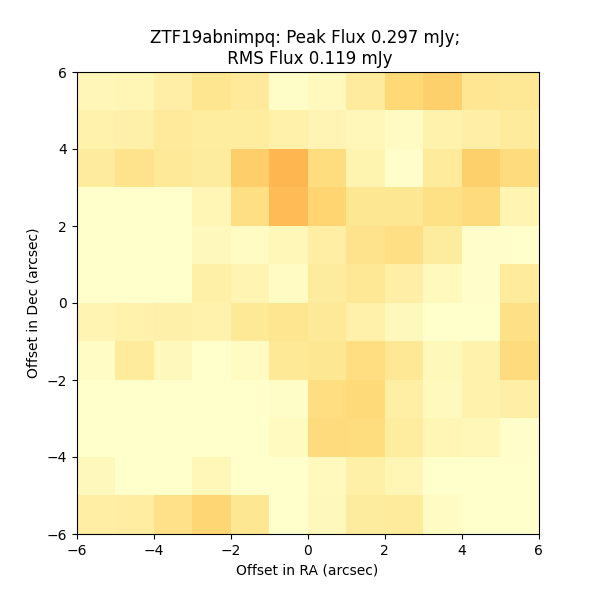 ZTF19abnimpq: Peak Flux 0.297 mJy;
RMS Flux 0.119 mJy
6
4
2
0
−2
−4
−6
Offset in Dec (arcsec)
−6 −4 −2 0 2 4 6
Offset in RA (arcsec)